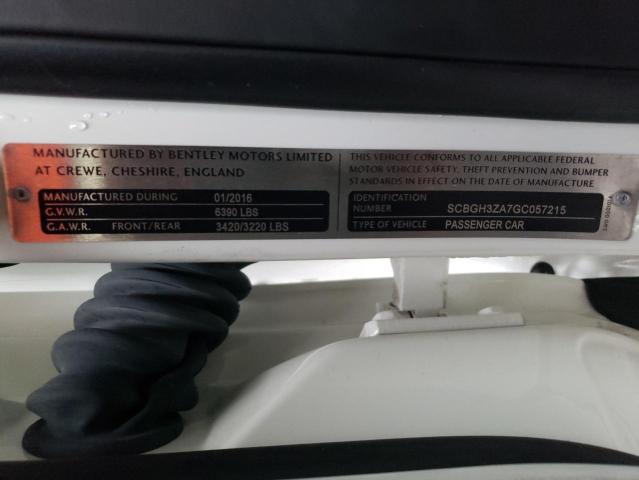 MANUFACTURED BY BENTLEY MOTORS LIMITED
AT CREWE, CHESHIRE, ENGLAND
MANUFACTURED DURING 01/2016
G.V.W.R. 6390 LBS
G.A.W.R. FRONT/REAR 3420/3220 LBS
THIS VEHICLE CONFORMS TO ALL APPLICABLE FEDERAL
MOTOR VEHICLE SAFETY, THEFT PREVENTION AND BUMPER
STANDARDS IN EFFECT ON THE DATE OF MANUFACTURE
IDENTIFICATION
NUMBER SCBGH3ZA7GC057215
TYPE OF VEHICLE PASSENGER CAR